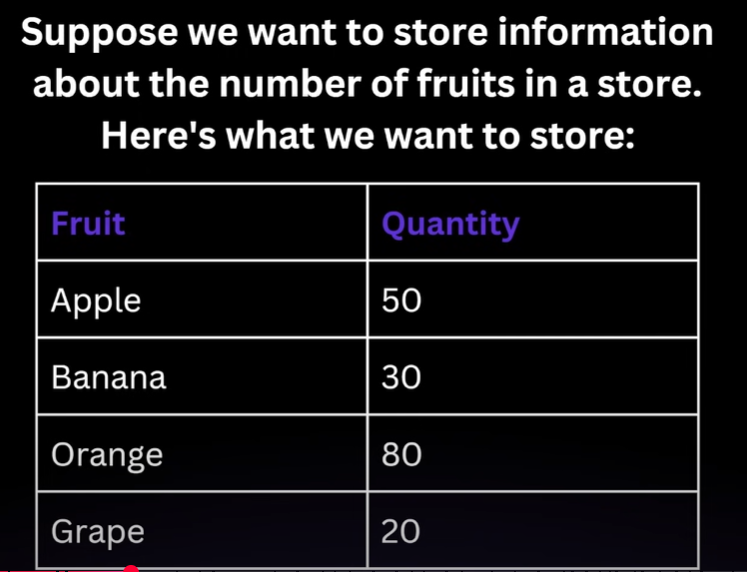 Suppose we want to store information
about the number of fruits in a store.
Here's what we want to store:
Fruit Quantity
Apple 50
Banana 30
Orange 80
Grape 20